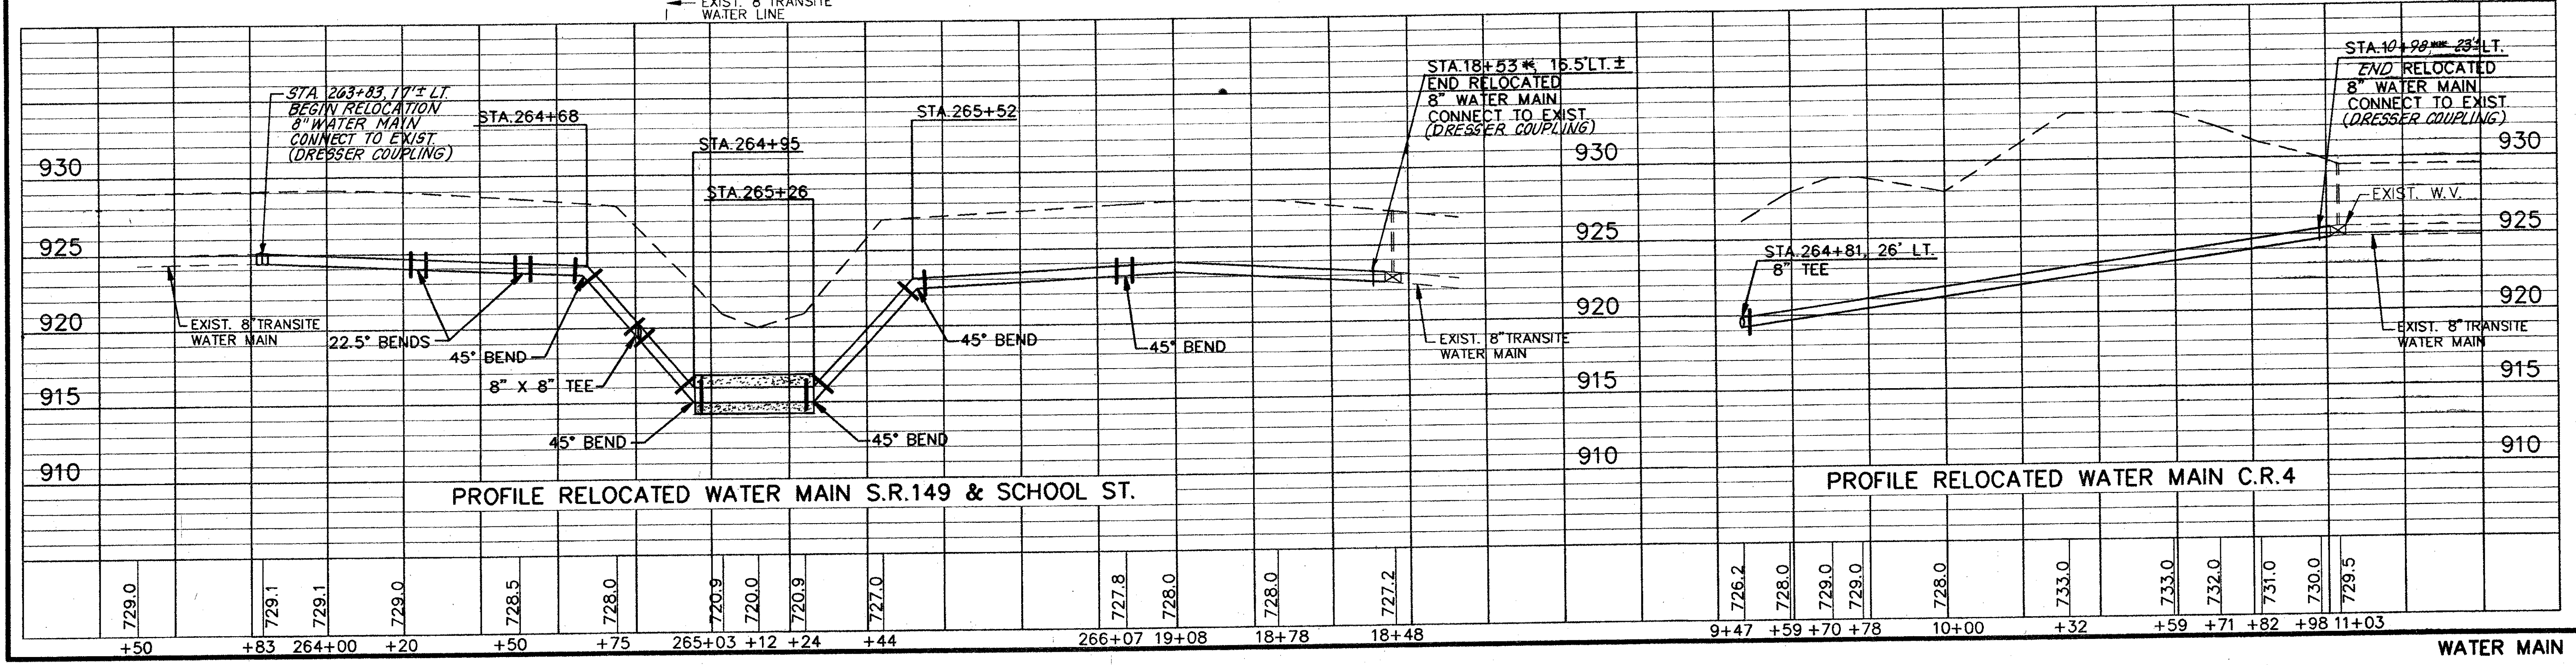 EXIST. 8" TRANSITE
WATER LINE
STA. 263+83, 17'± LT.
BEGIN RELOCATION
8" WATER MAIN
CONNECT TO EXIST.
(DRESSER COUPLING)
STA.264+68
STA.264+95
STA.265+26
STA.265+52
STA.18+53 *, 16.5'LT.±
END RELOCATED
8" WATER MAIN
CONNECT TO EXIST.
(DRESSER COUPLING)
930
925
920
915
910
EXIST. 8"TRANSITE
WATER MAIN
22.5° BENDS
45° BEND
8" X 8" TEE
45° BEND
45° BEND
45° BEND
45° BEND
EXIST. 8"TRANSITE
WATER MAIN
PROFILE RELOCATED WATER MAIN S.R.149 & SCHOOL ST.
930
925
920
915
910
STA.10+98,** 23'±LT.
END RELOCATED
8" WATER MAIN
CONNECT TO EXIST.
(DRESSER COUPLING)
EXIST. W.V.
STA.264+81, 26' LT.
8" TEE
EXIST. 8"TRANSITE
WATER MAIN
930
925
920
915
910
PROFILE RELOCATED WATER MAIN C.R.4
729.0 729.1 729.1 729.0 728.5 728.0 720.9 720.0 720.9 727.0 727.8 728.0 728.0 727.2
+50 +83 264+00 +20 +50 +75 265+03 +12 +24 +44 266+07 19+08 18+78 18+48
726.2 728.0 729.0 729.0 728.0 733.0 733.0 732.0 731.0 730.0 729.5
9+47 +59 +70 +78 10+00 +32 +59 +71 +82 +98 11+03
WATER MAIN